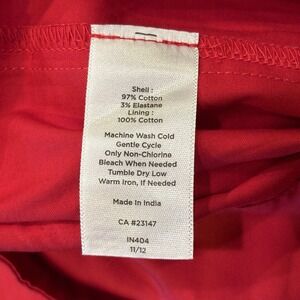 Shell :
97% Cotton
3% Elastane
Lining :
100% Cotton
Machine Wash Cold
Gentle Cycle
Only Non-Chlorine
Bleach When Needed
Tumble Dry Low
Warm Iron, If Needed
Made In India
CA #23147
IN404
11/12